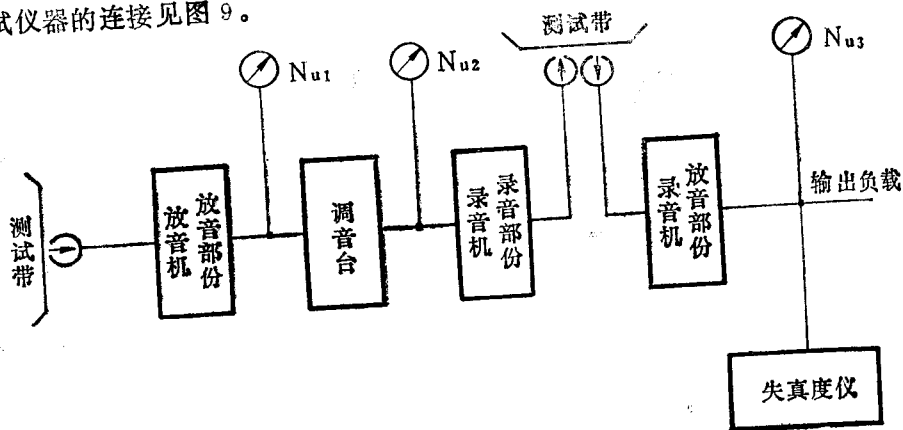 试仪器的连接见图 9。
测试带
Nu1
Nu2
Nu3
测试带
放音机
放音部份
调音台
录音机
录音部份
录音机
放音部份
输出负载
失真度仪